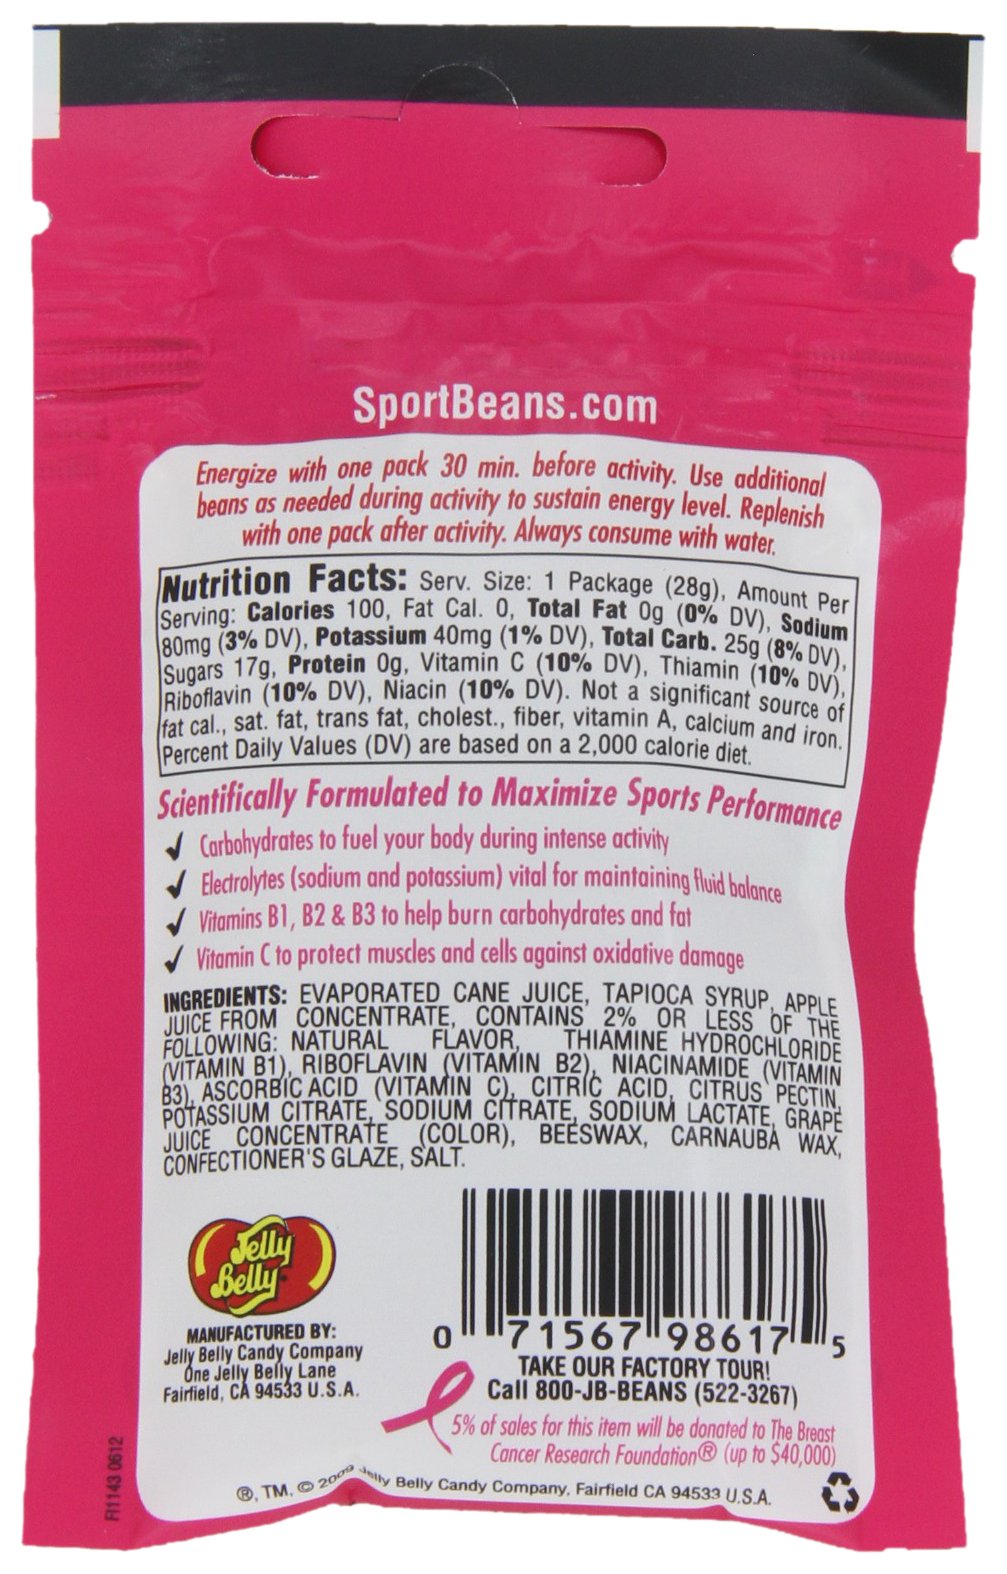 SportBeans.com
Energize with one pack 30 min. before activity. Use additional
beans as needed during activity to sustain energy level. Replenish
with one pack after activity. Always consume with water.
Nutrition Facts: Serv. Size: 1 Package (28g), Amount Per
Serving: Calories 100, Fat Cal. 0, Total Fat 0g (0% DV), Sodium
80mg (3% DV), Potassium 40mg (1% DV), Total Carb. 25g (8% DV),
Sugars 17g, Protein 0g, Vitamin C (10% DV), Thiamin (10% DV),
Riboflavin (10% DV), Niacin (10% DV). Not a significant source of
fat cal., sat. fat, trans fat, cholest., fiber, vitamin A, calcium and iron.
Percent Daily Values (DV) are based on a 2,000 calorie diet.
Scientifically Formulated to Maximize Sports Performance
✓ Carbohydrates to fuel your body during intense activity
✓ Electrolytes (sodium and potassium) vital for maintaining fluid balance
✓ Vitamins B1, B2 & B3 to help burn carbohydrates and fat
✓ Vitamin C to protect muscles and cells against oxidative damage
INGREDIENTS: EVAPORATED CANE JUICE, TAPIOCA SYRUP, APPLE
JUICE FROM CONCENTRATE, CONTAINS 2% OR LESS OF THE
FOLLOWING: NATURAL FLAVOR, THIAMINE HYDROCHLORIDE
(VITAMIN B1), RIBOFLAVIN (VITAMIN B2), NIACINAMIDE (VITAMIN
B3), ASCORBIC ACID (VITAMIN C), CITRIC ACID, CITRUS PECTIN,
POTASSIUM CITRATE, SODIUM CITRATE, SODIUM LACTATE, GRAPE
JUICE CONCENTRATE (COLOR), BEESWAX, CARNAUBA WAX,
CONFECTIONER'S GLAZE, SALT.
Jelly
Belly
MANUFACTURED BY:
Jelly Belly Candy Company
One Jelly Belly Lane
Fairfield, CA 94533 U.S.A.
0 71567 98617 5
TAKE OUR FACTORY TOUR!
Call 800-JB-BEANS (522-3267)
5% of sales for this item will be donated to The Breast
Cancer Research Foundation® (up to $40,000)
®, TM, © 2009 Jelly Belly Candy Company, Fairfield CA 94533 U.S.A.
FI1143 0612